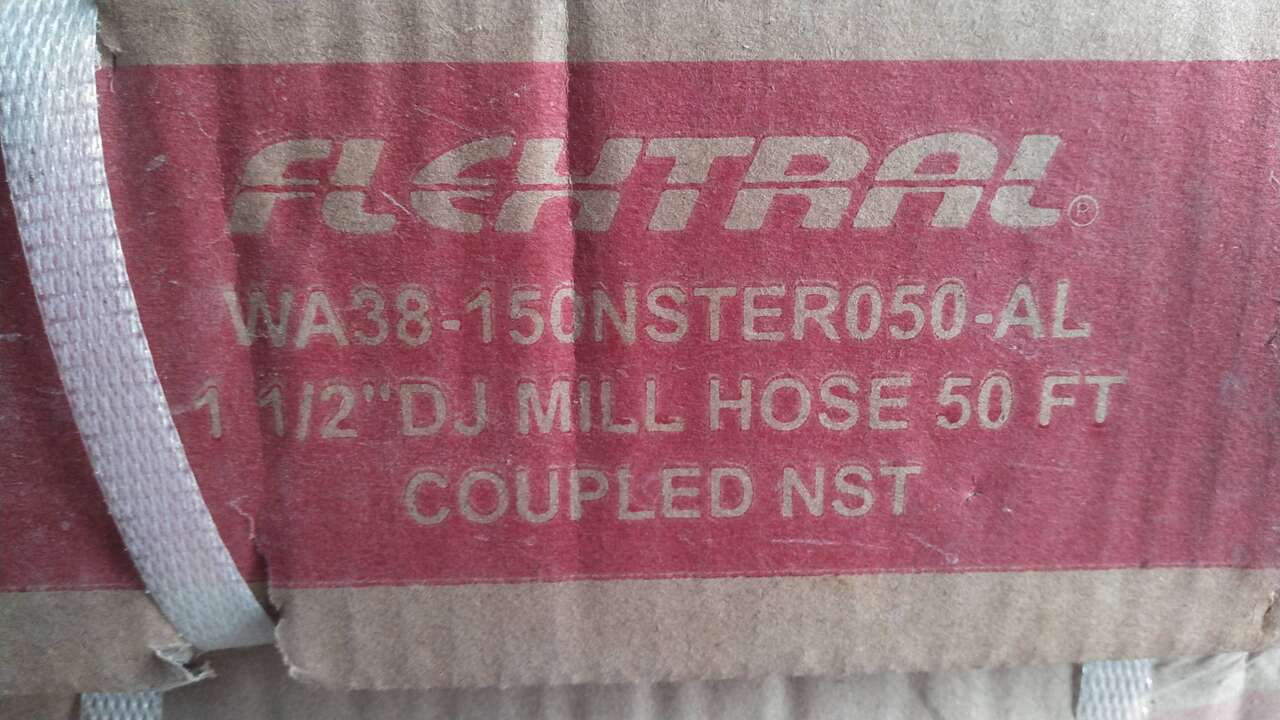 FLEXTRAL®
WA38-150NSTER050-AL
1 1/2"DJ MILL HOSE 50 FT
COUPLED NST